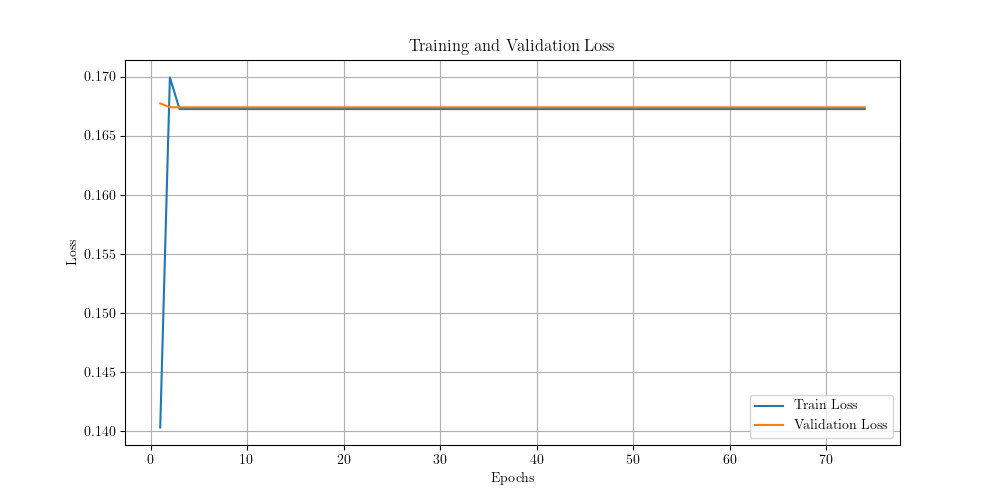 Training and Validation Loss
0.170
0.165
0.160
0.155
0.150
0.145
0.140
Loss
Train Loss
Validation Loss
0 10 20 30 40 50 60 70
Epochs